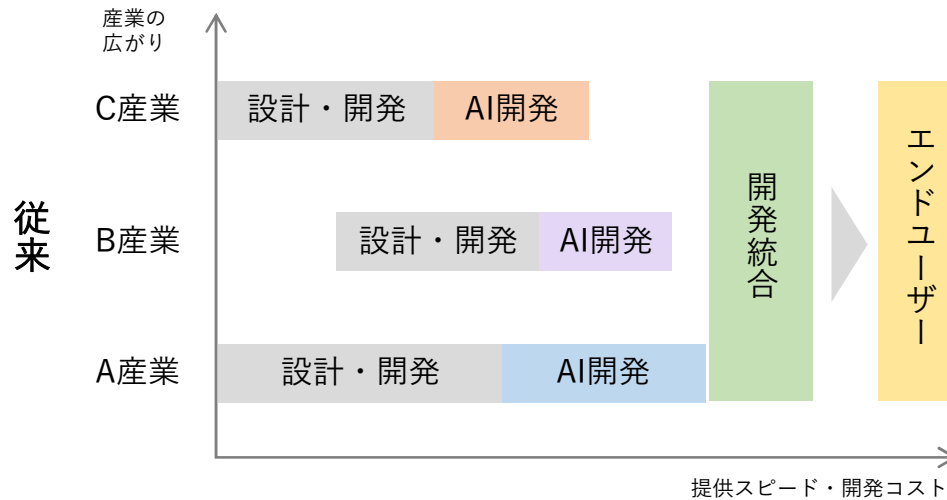 産業の
広がり
C産業
設計・開発
AI開発
従来
B産業
設計・開発
AI開発
A産業
設計・開発
AI開発
開発統合
エンドユーザー
提供スピード・開発コスト